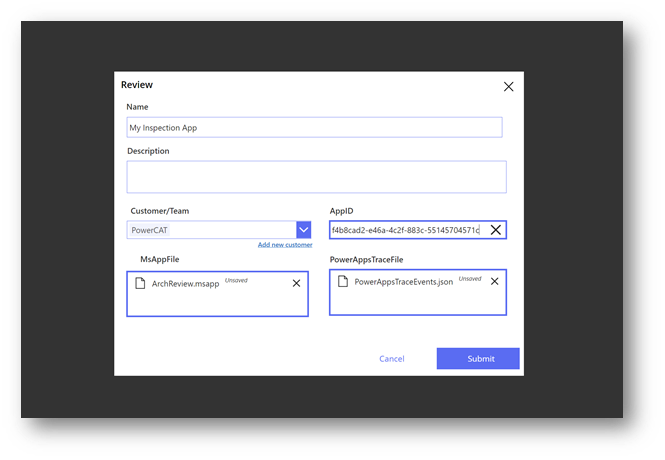 Review
Name
My Inspection App
Description
Customer/Team
AppID
PowerCAT
f4b8cad2-e46a-4c2f-883c-55145704571c
Add new customer
MsAppFile
PowerAppsTraceFile
ArchReview.msapp Unsaved
PowerAppsTraceEvents.json Unsaved
Cancel
Submit